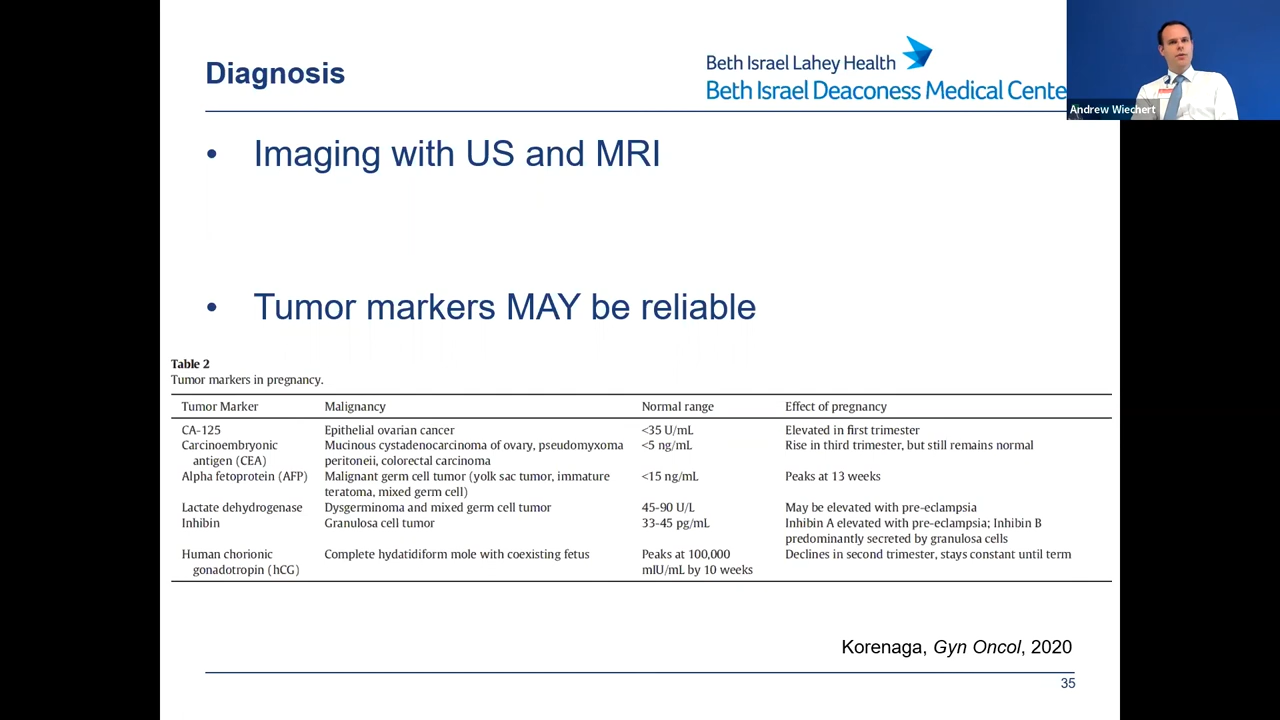 Diagnosis
Beth Israel Lahey Health
Beth Israel Deaconess Medical Cente
Andrew Wiechert
• Imaging with US and MRI
• Tumor markers MAY be reliable
Table 2
Tumor markers in pregnancy.
Tumor Marker Malignancy Normal range Effect of pregnancy
CA-125 Epithelial ovarian cancer <35 U/mL Elevated in first trimester
Carcinoembryonic Mucinous cystadenocarcinoma of ovary, pseudomyxoma <5 ng/mL Rise in third trimester, but still remains normal
antigen (CEA) peritoneii, colorectal carcinoma
Alpha fetoprotein (AFP) Malignant germ cell tumor (yolk sac tumor, immature <15 ng/mL Peaks at 13 weeks
teratoma, mixed germ cell)
Lactate dehydrogenase Dysgerminoma and mixed germ cell tumor 45-90 U/L May be elevated with pre-eclampsia
Inhibin Granulosa cell tumor 33-45 pg/mL Inhibin A elevated with pre-eclampsia; Inhibin B
predominantly secreted by granulosa cells
Human chorionic Complete hydatidiform mole with coexisting fetus Peaks at 100,000 Declines in second trimester, stays constant until term
gonadotropin (hCG) mIU/mL by 10 weeks
Korenaga, Gyn Oncol, 2020
35